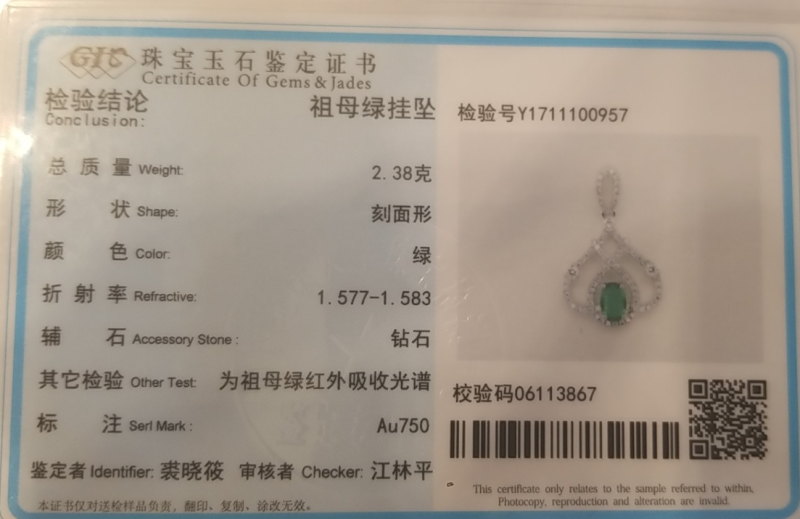 GIC 珠宝玉石鉴定证书
Certificate Of Gems & Jades
检验结论 祖母绿挂坠
Conclusion:
检验号Y1711100957
总质量 Weight: 2.38克
形状 Shape: 刻面形
颜色 Color: 绿
折射率 Refractive: 1.577-1.583
辅石 Accessory Stone : 钻石
其它检验 Other Test: 为祖母绿红外吸收光谱
校验码06113867
标注 Serl Mark : Au750
鉴定者 Identifier: 裴晓筱 审核者 Checker: 江林平
本证书仅对送检样品负责，翻印、复制、涂改无效。
This certificate only relates to the sample referred to within,
Photocopy, reproduction and alteration are invalid.